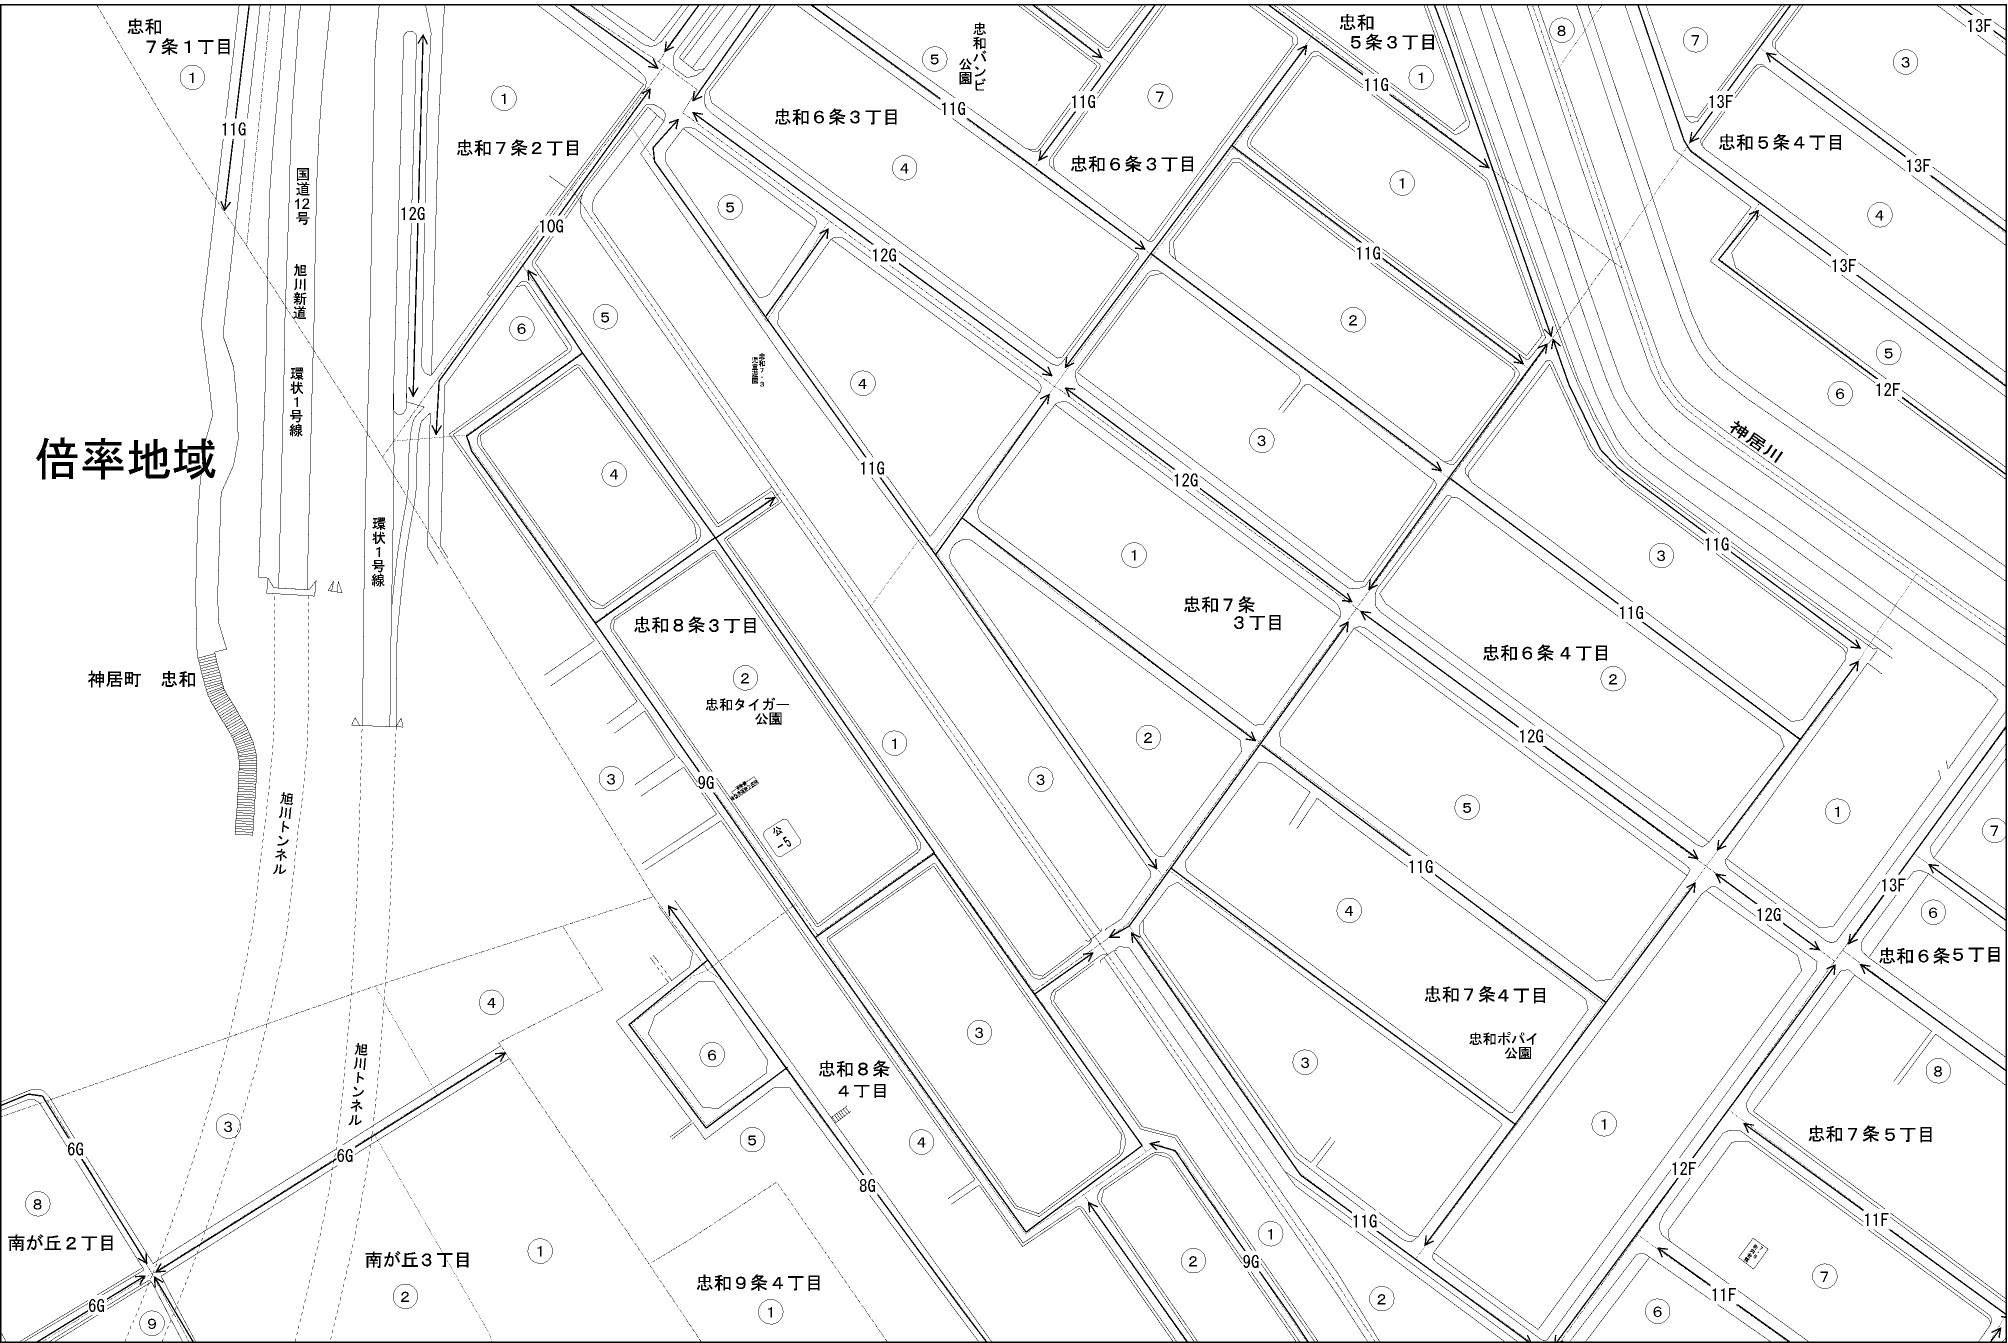 忠和
７条１丁目
①
11G
国道12号
旭川新道
環状１号線
12G
①
忠和７条２丁目
10G
⑤
忠和バンビ
公園
11G
忠和６条３丁目
④
11G
⑦
忠和６条３丁目
忠和
５条３丁目
①
11G
⑧
⑦
13F
③
13F
忠和５条４丁目
13F
①
④
⑤
12G
11G
13F
⑥
⑤
②
⑤
12F
⑥
④
③
神居川
倍率地域
11G
④
12G
環状１号線
①
③
11G
忠和７条
３丁目
11G
忠和８条３丁目
忠和６条４丁目
②
②
神居町　忠和
忠和タイガー
公園
①
②
12G
③
9G
③
⑤
①
⑦
旭川トンネル
公
-5
11G
13F
④
12G
⑥
忠和６条５丁目
④
③
忠和７条４丁目
忠和ポパイ
公園
旭川トンネル
⑥
忠和８条
４丁目
③
⑧
③
①
忠和７条５丁目
6G
6G
⑤
④
12F
8G
⑧
11G
11F
南が丘２丁目
南が丘３丁目
①
①
9G
②
⑦
6G
②
忠和９条４丁目
①
②
11F
⑥
⑨